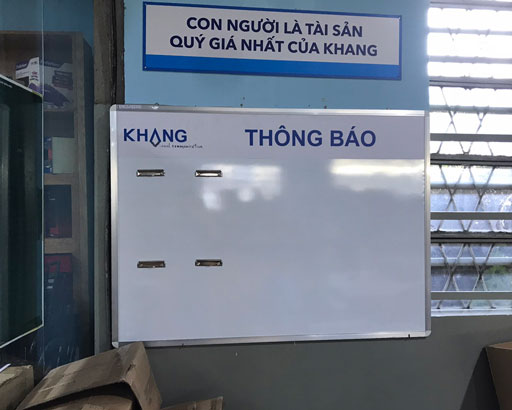 CON NGƯỜI LÀ TÀI SẢN
QUÝ GIÁ NHẤT CỦA KHANG
KHANG
THÔNG BÁO